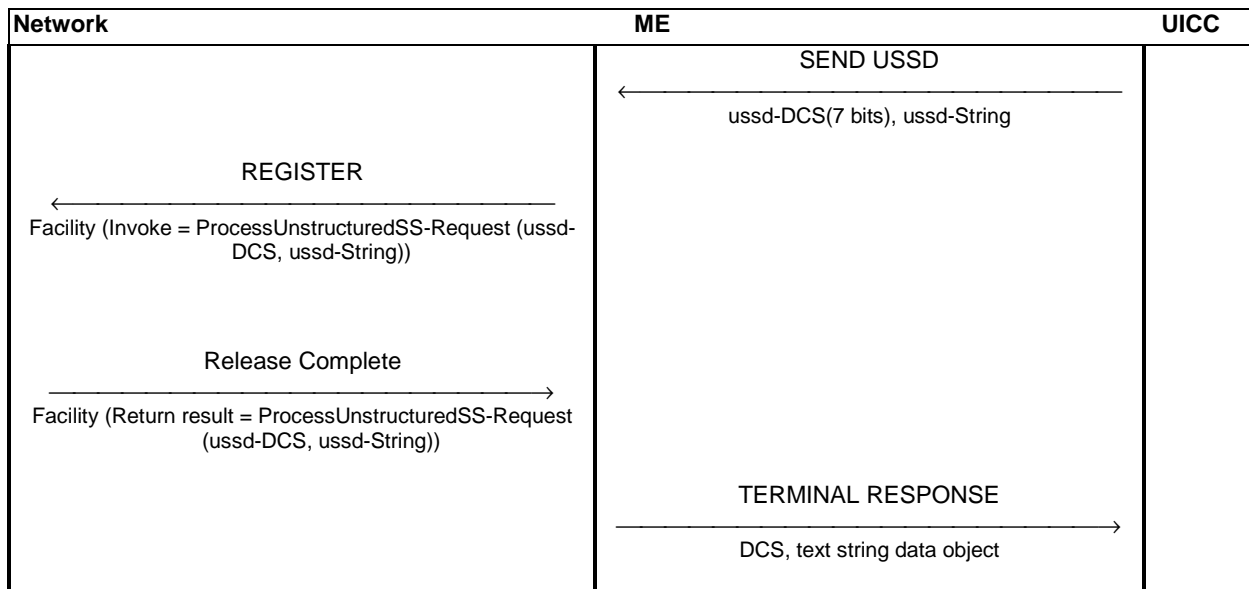 Network ME UICC
SEND USSD
ussd-DCS(7 bits), ussd-String
REGISTER
Facility (Invoke = ProcessUnstructuredSS-Request (ussd-
DCS, ussd-String))
Release Complete
Facility (Return result = ProcessUnstructuredSS-Request
(ussd-DCS, ussd-String))
TERMINAL RESPONSE
DCS, text string data object